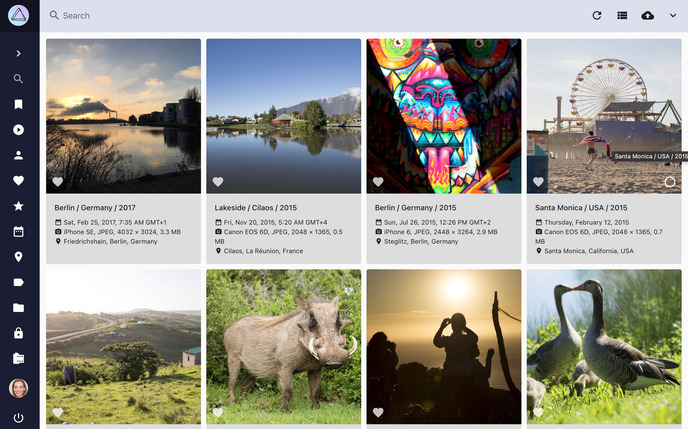 Search
Santa Monica / USA / 2015
Berlin / Germany / 2017
Sat, Feb 25, 2017, 7:35 AM GMT+1
iPhone SE, JPEG, 4032 × 3024, 3.3 MB
Friedrichshain, Berlin, Germany
Lakeside / Cilaos / 2015
Fri, Nov 20, 2015, 5:20 AM GMT+4
Canon EOS 6D, JPEG, 2048 × 1365, 0.5
MB
Cilaos, La Réunion, France
Berlin / Germany / 2015
Sun, Jul 26, 2015, 12:26 PM GMT+2
iPhone 6, JPEG, 2448 × 3264, 2.9 MB
Steglitz, Berlin, Germany
Santa Monica / USA / 2015
Thursday, February 12, 2015
Canon EOS 6D, JPEG, 2048 × 1365, 0.7
MB
Santa Monica, California, USA